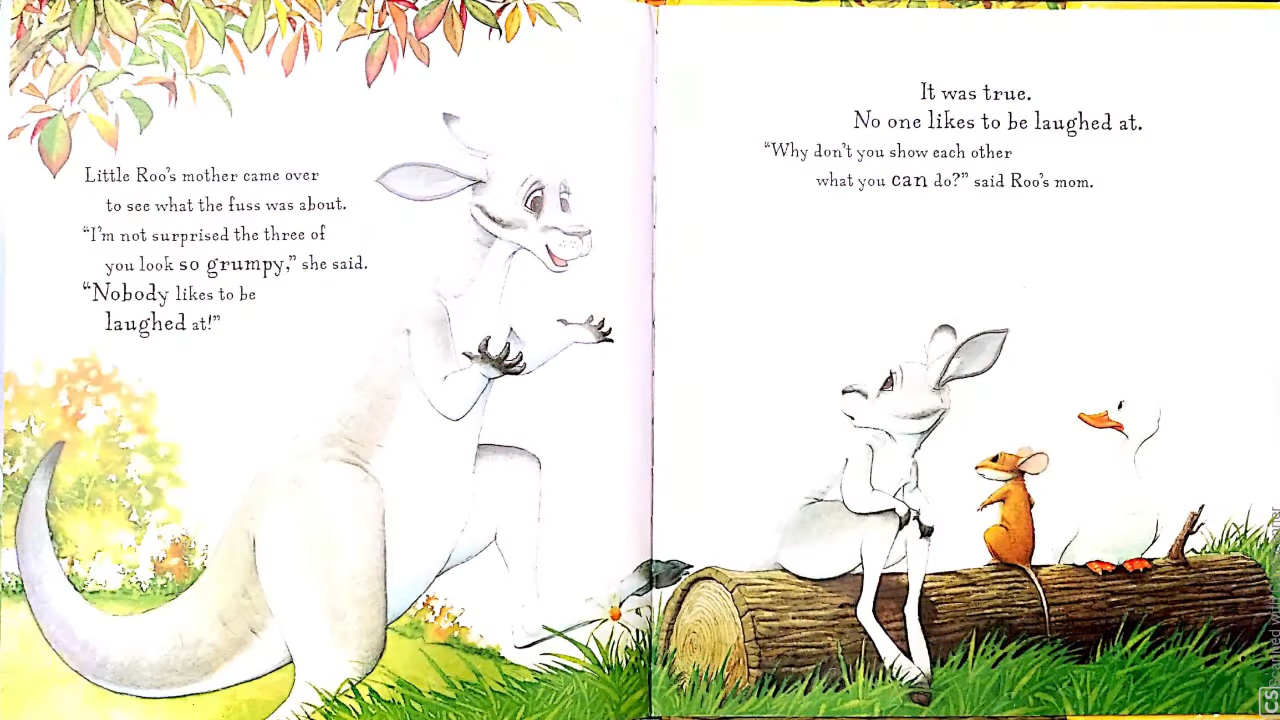 Little Roo's mother came over
to see what the fuss was about.
“I'm not surprised the three of
you look so grumpy,” she said.
“Nobody likes to be
laughed at!”
It was true.
No one likes to be laughed at.
“Why don't you show each other
what you can do?” said Roo's mom.
CS